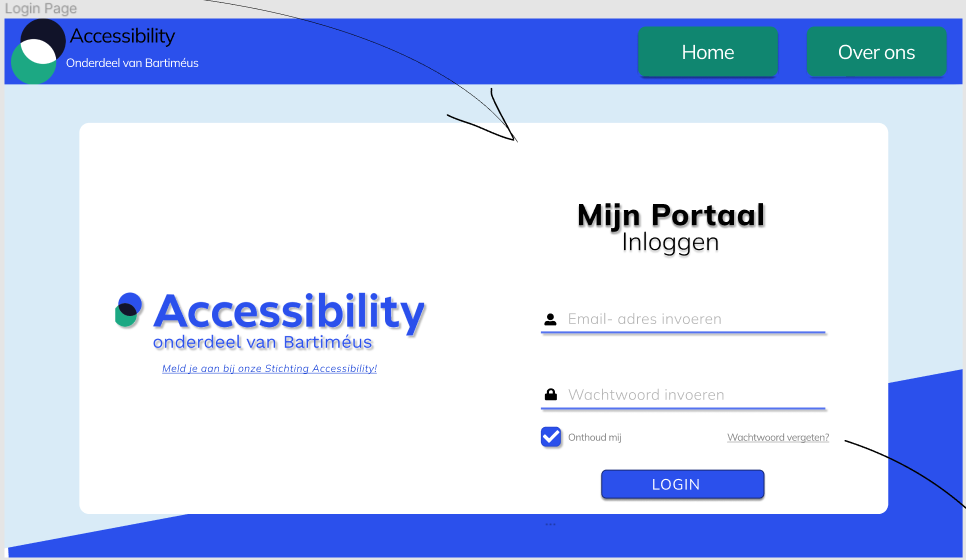 Login Page
Accessibility
Onderdeel van Bartiméus
Home
Over ons
Mijn Portaal
Inloggen
Accessibility
onderdeel van Bartiméus
Meld je aan bij onze Stichting Accessibility!
Email- adres invoeren
Wachtwoord invoeren
Onthoud mij
Wachtwoord vergeten?
LOGIN
...